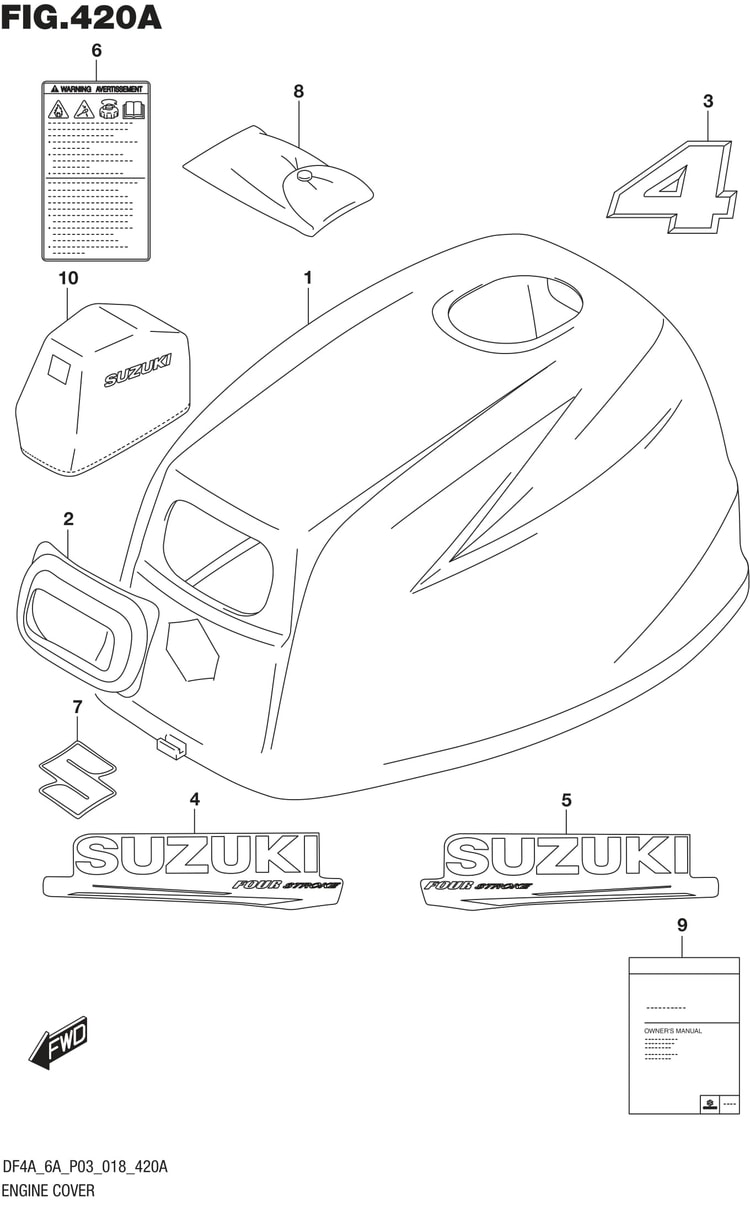 FIG.420A
6
WARNING AVERTISSEMENT
8
3
4
10
1
SUZUKI
2
7
4
5
SUZUKI
FOUR STROKE
SUZUKI
FOUR STROKE
9
OWNER'S MANUAL
FWD
DF4A_6A_P03_018_420A
ENGINE COVER